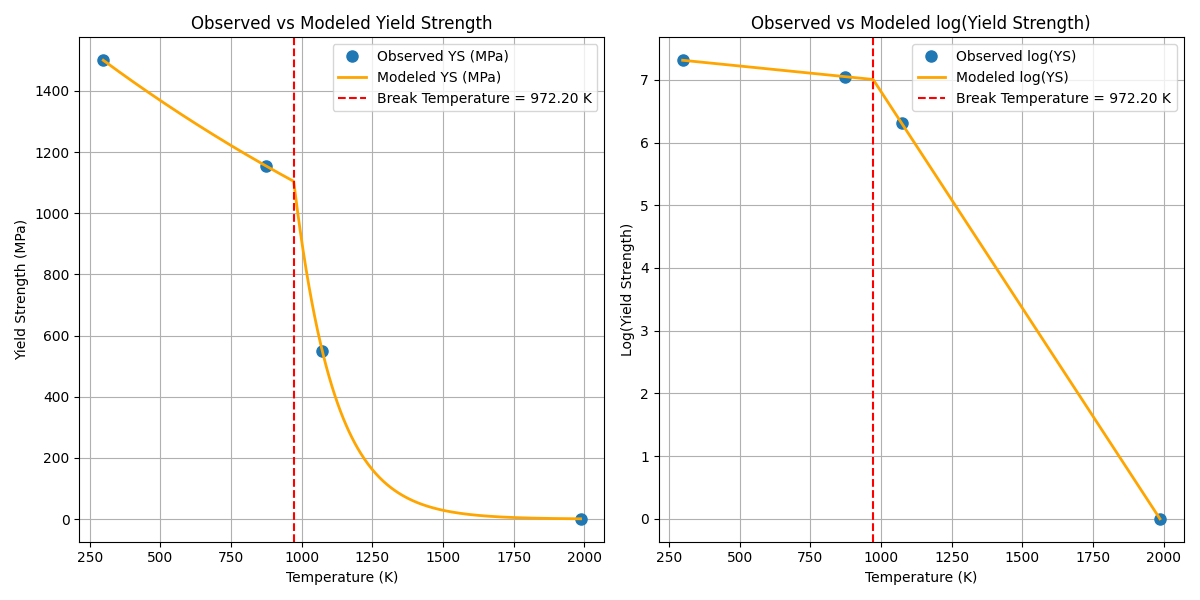 Observed vs Modeled Yield Strength
Observed YS (MPa)
Modeled YS (MPa)
Break Temperature = 972.20 K
Yield Strength (MPa)
1400
1200
1000
800
600
400
200
0
250 500 750 1000 1250 1500 1750 2000
Temperature (K)
Observed vs Modeled log(Yield Strength)
Observed log(YS)
Modeled log(YS)
Break Temperature = 972.20 K
Log(Yield Strength)
7
6
5
4
3
2
1
0
250 500 750 1000 1250 1500 1750 2000
Temperature (K)